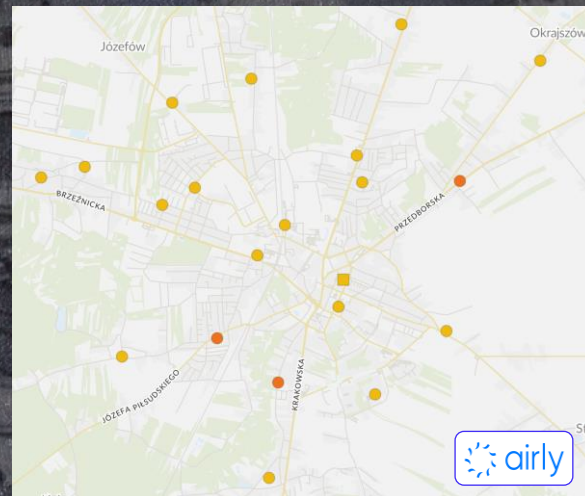 Józefów
Okrajszów
BRZEŹNICKA
PRZEDBORSKA
KRAKOWSKA
JÓZEFA PIŁSUDSKIEGO
airly